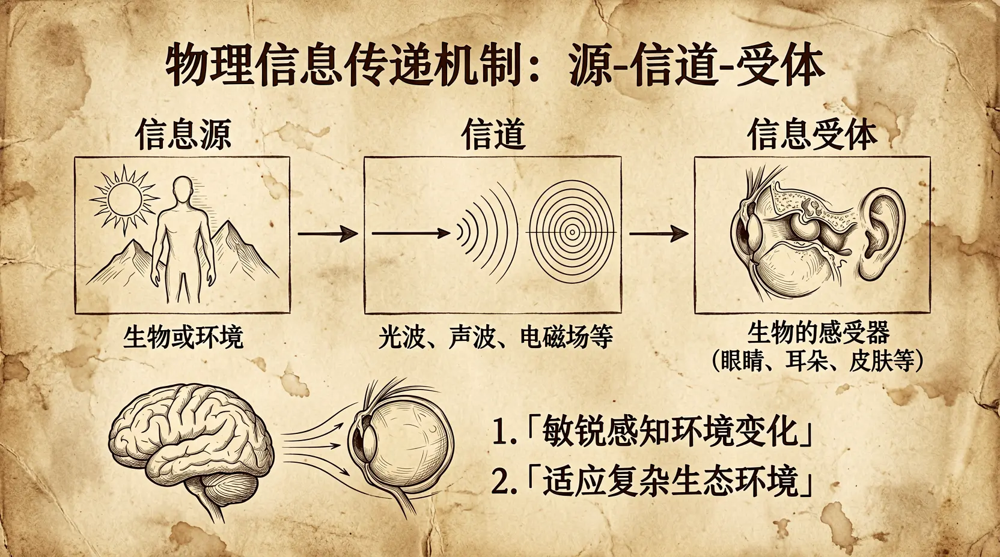 物理信息传递机制：源-信道-受体
信息源
信道
信息受体
生物或环境
光波、声波、电磁场等
生物的感受器
（眼睛、耳朵、皮肤等）
1.「敏锐感知环境变化」
2.「适应复杂生态环境」